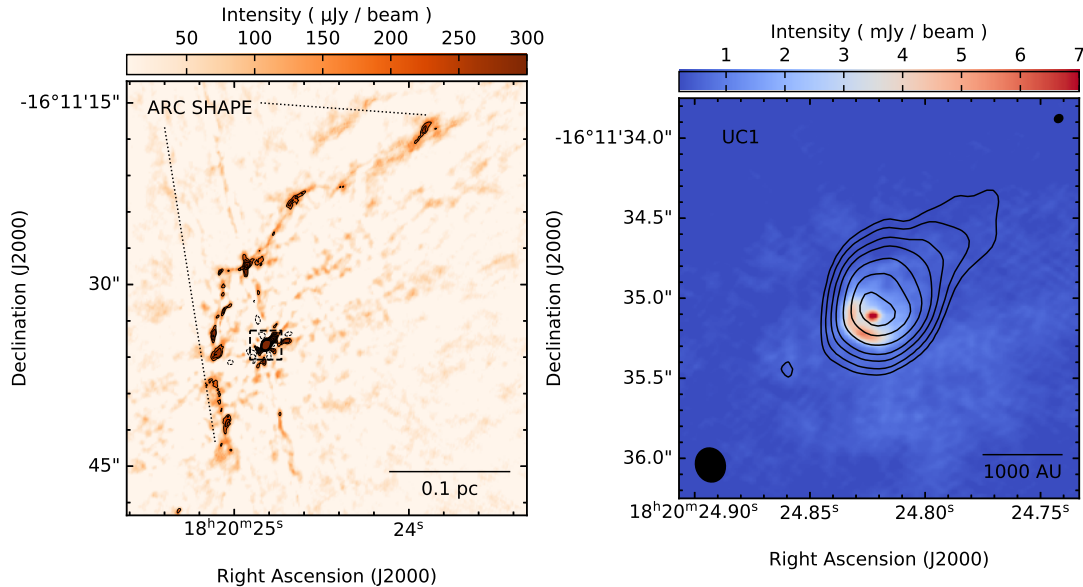 Intensity ( μJy / beam )
50 100 150 200 250 300
-16°11'15"
ARC SHAPE
30"
45"
0.1 pc
18ʰ20ᵐ25ˢ 24ˢ
Right Ascension (J2000)
Declination (J2000)
Intensity ( mJy / beam )
1 2 3 4 5 6 7
-16°11'34.0"
UC1
34.5"
35.0"
35.5"
36.0"
1000 AU
18ʰ20ᵐ24.90ˢ 24.85ˢ 24.80ˢ 24.75ˢ
Right Ascension (J2000)
Declination (J2000)